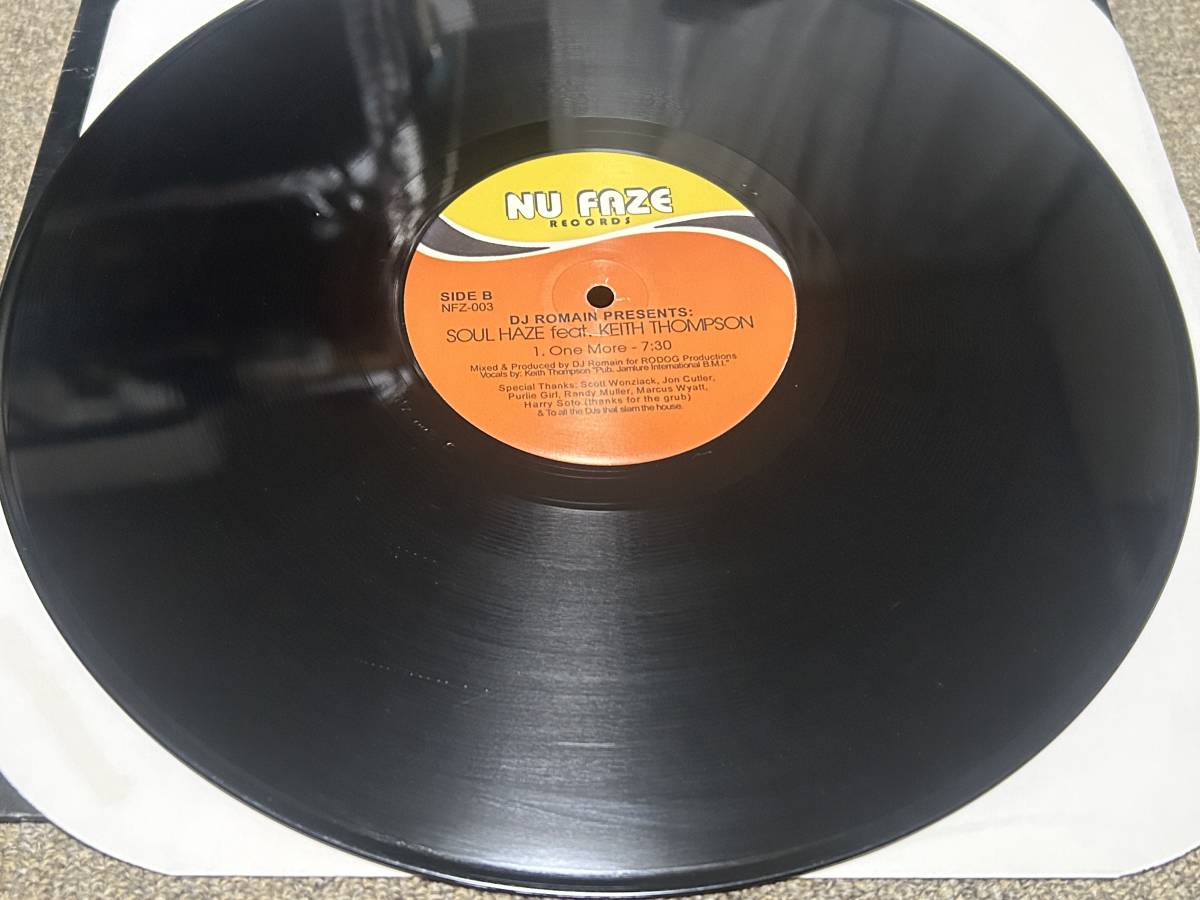 NU FAZE
RECORDS
SIDE B
NFZ-003
DJ ROMAIN PRESENTS:
SOUL HAZE feat. KEITH THOMPSON
1. One More - 7:30
Mixed & Produced by DJ Romain for RODOG Productions
Vocals by: Keith Thompson "Pub. Jamture International B.M.I."
Special Thanks: Scott Wonziack, Jon Cutler,
Purlie Girl, Randy Muller, Marcus Wyatt,
Harry Soto (thanks for the grub)
& To all the DJs that slam the house.